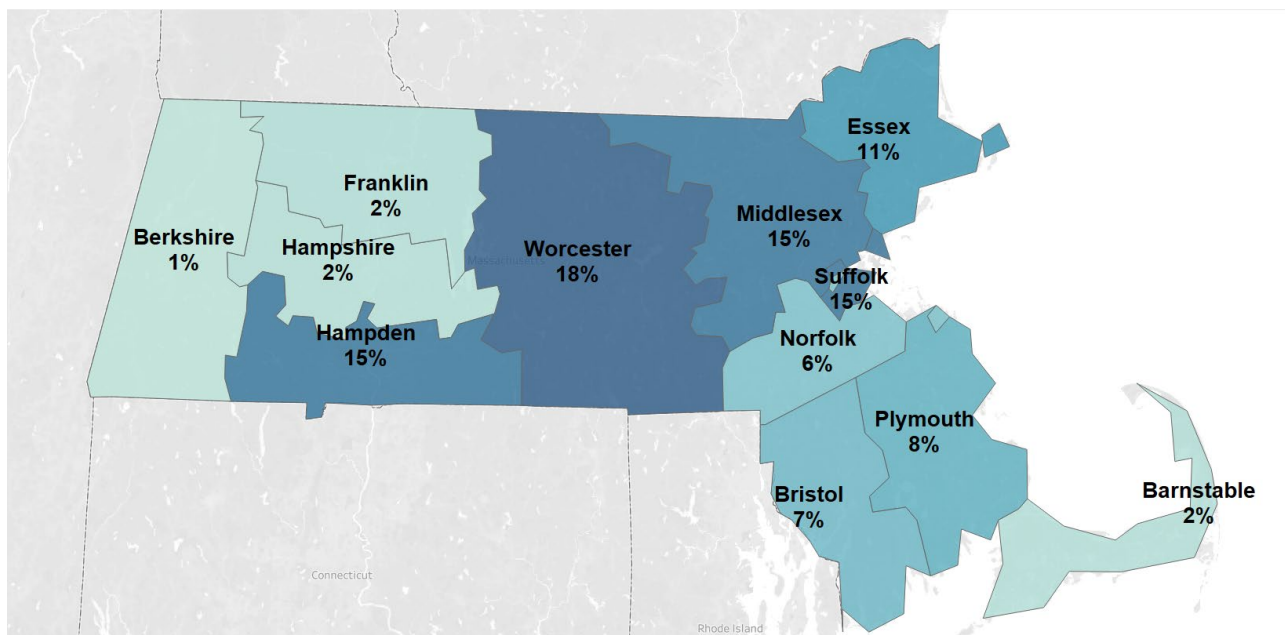 Essex
11%
Franklin
2%
Middlesex
15%
Berkshire
1%
Hampshire
2%
Worcester
Massachusetts
18%
Suffolk
15%
Hampden
15%
Norfolk
6%
Plymouth
8%
Bristol
7%
Barnstable
2%
Connecticut
Rhode Island